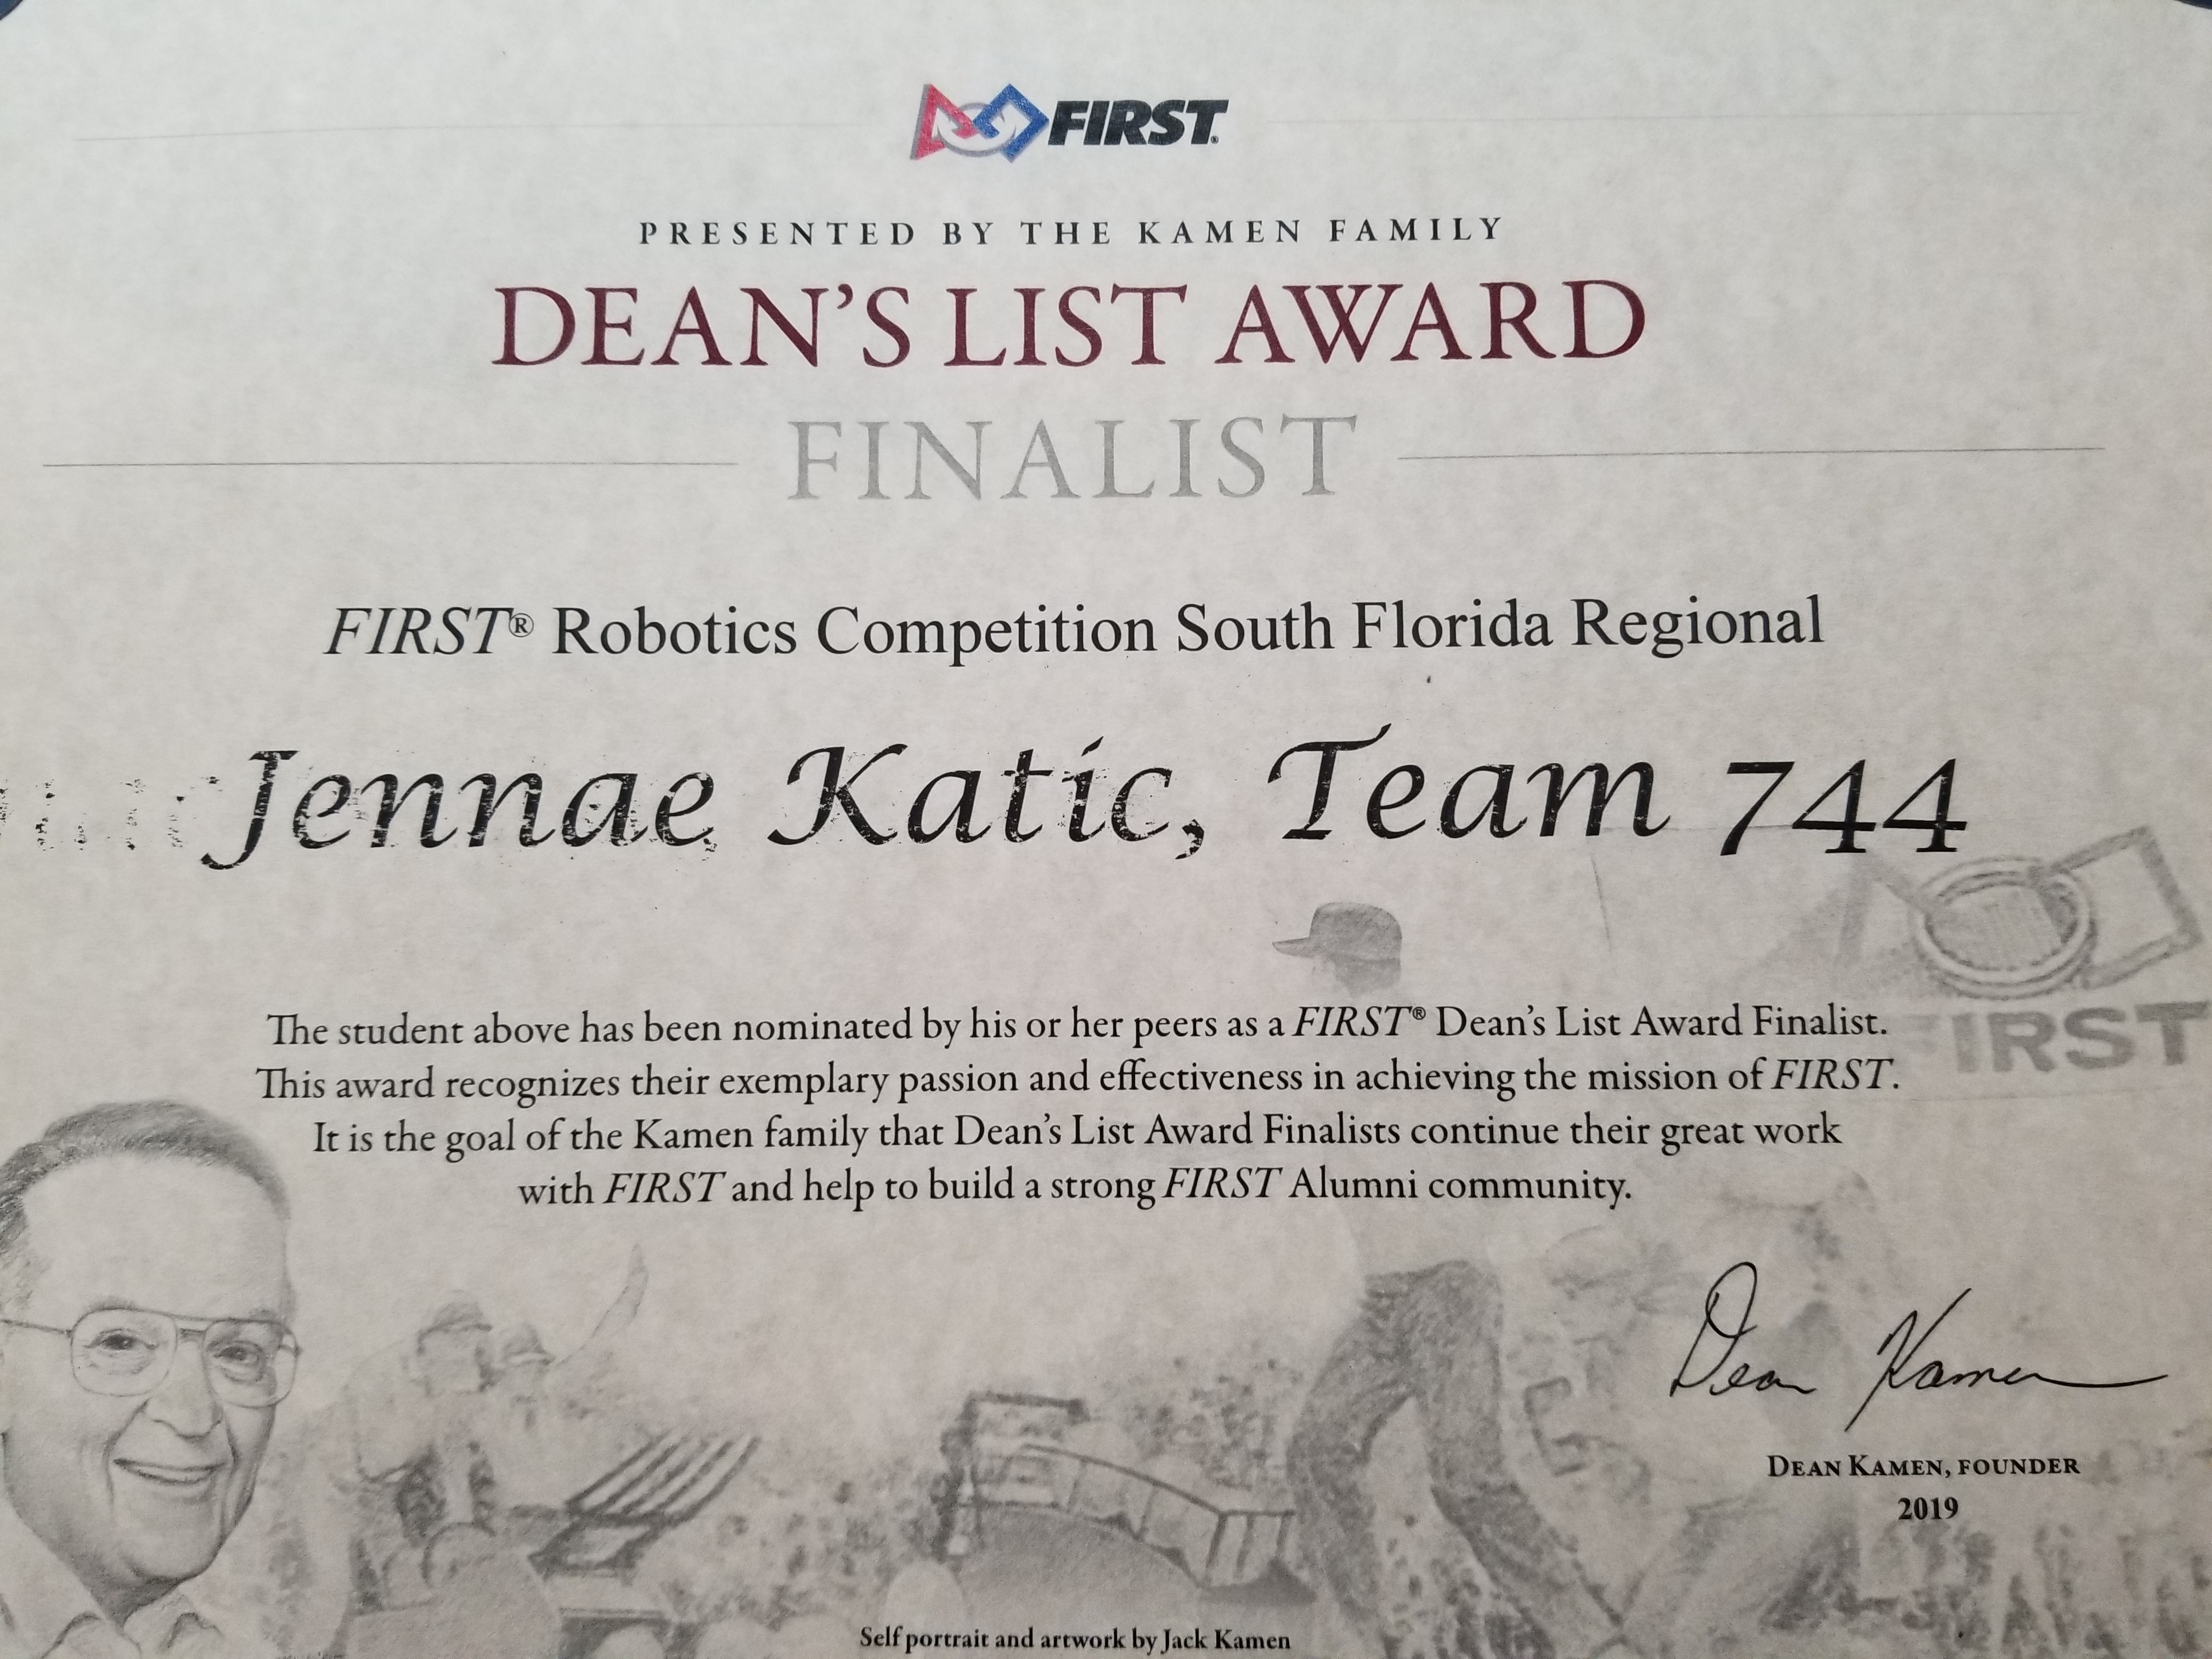 FIRST®
PRESENTED BY THE KAMEN FAMILY
DEAN'S LIST AWARD
FINALIST
FIRST® Robotics Competition South Florida Regional
Jennae Katic, Team 744
FIRST
The student above has been nominated by his or her peers as a FIRST® Dean's List Award Finalist.
This award recognizes their exemplary passion and effectiveness in achieving the mission of FIRST.
It is the goal of the Kamen family that Dean's List Award Finalists continue their great work
with FIRST and help to build a strong FIRST Alumni community.
Dean Kamen
DEAN KAMEN, FOUNDER
2019
Self portrait and artwork by Jack Kamen